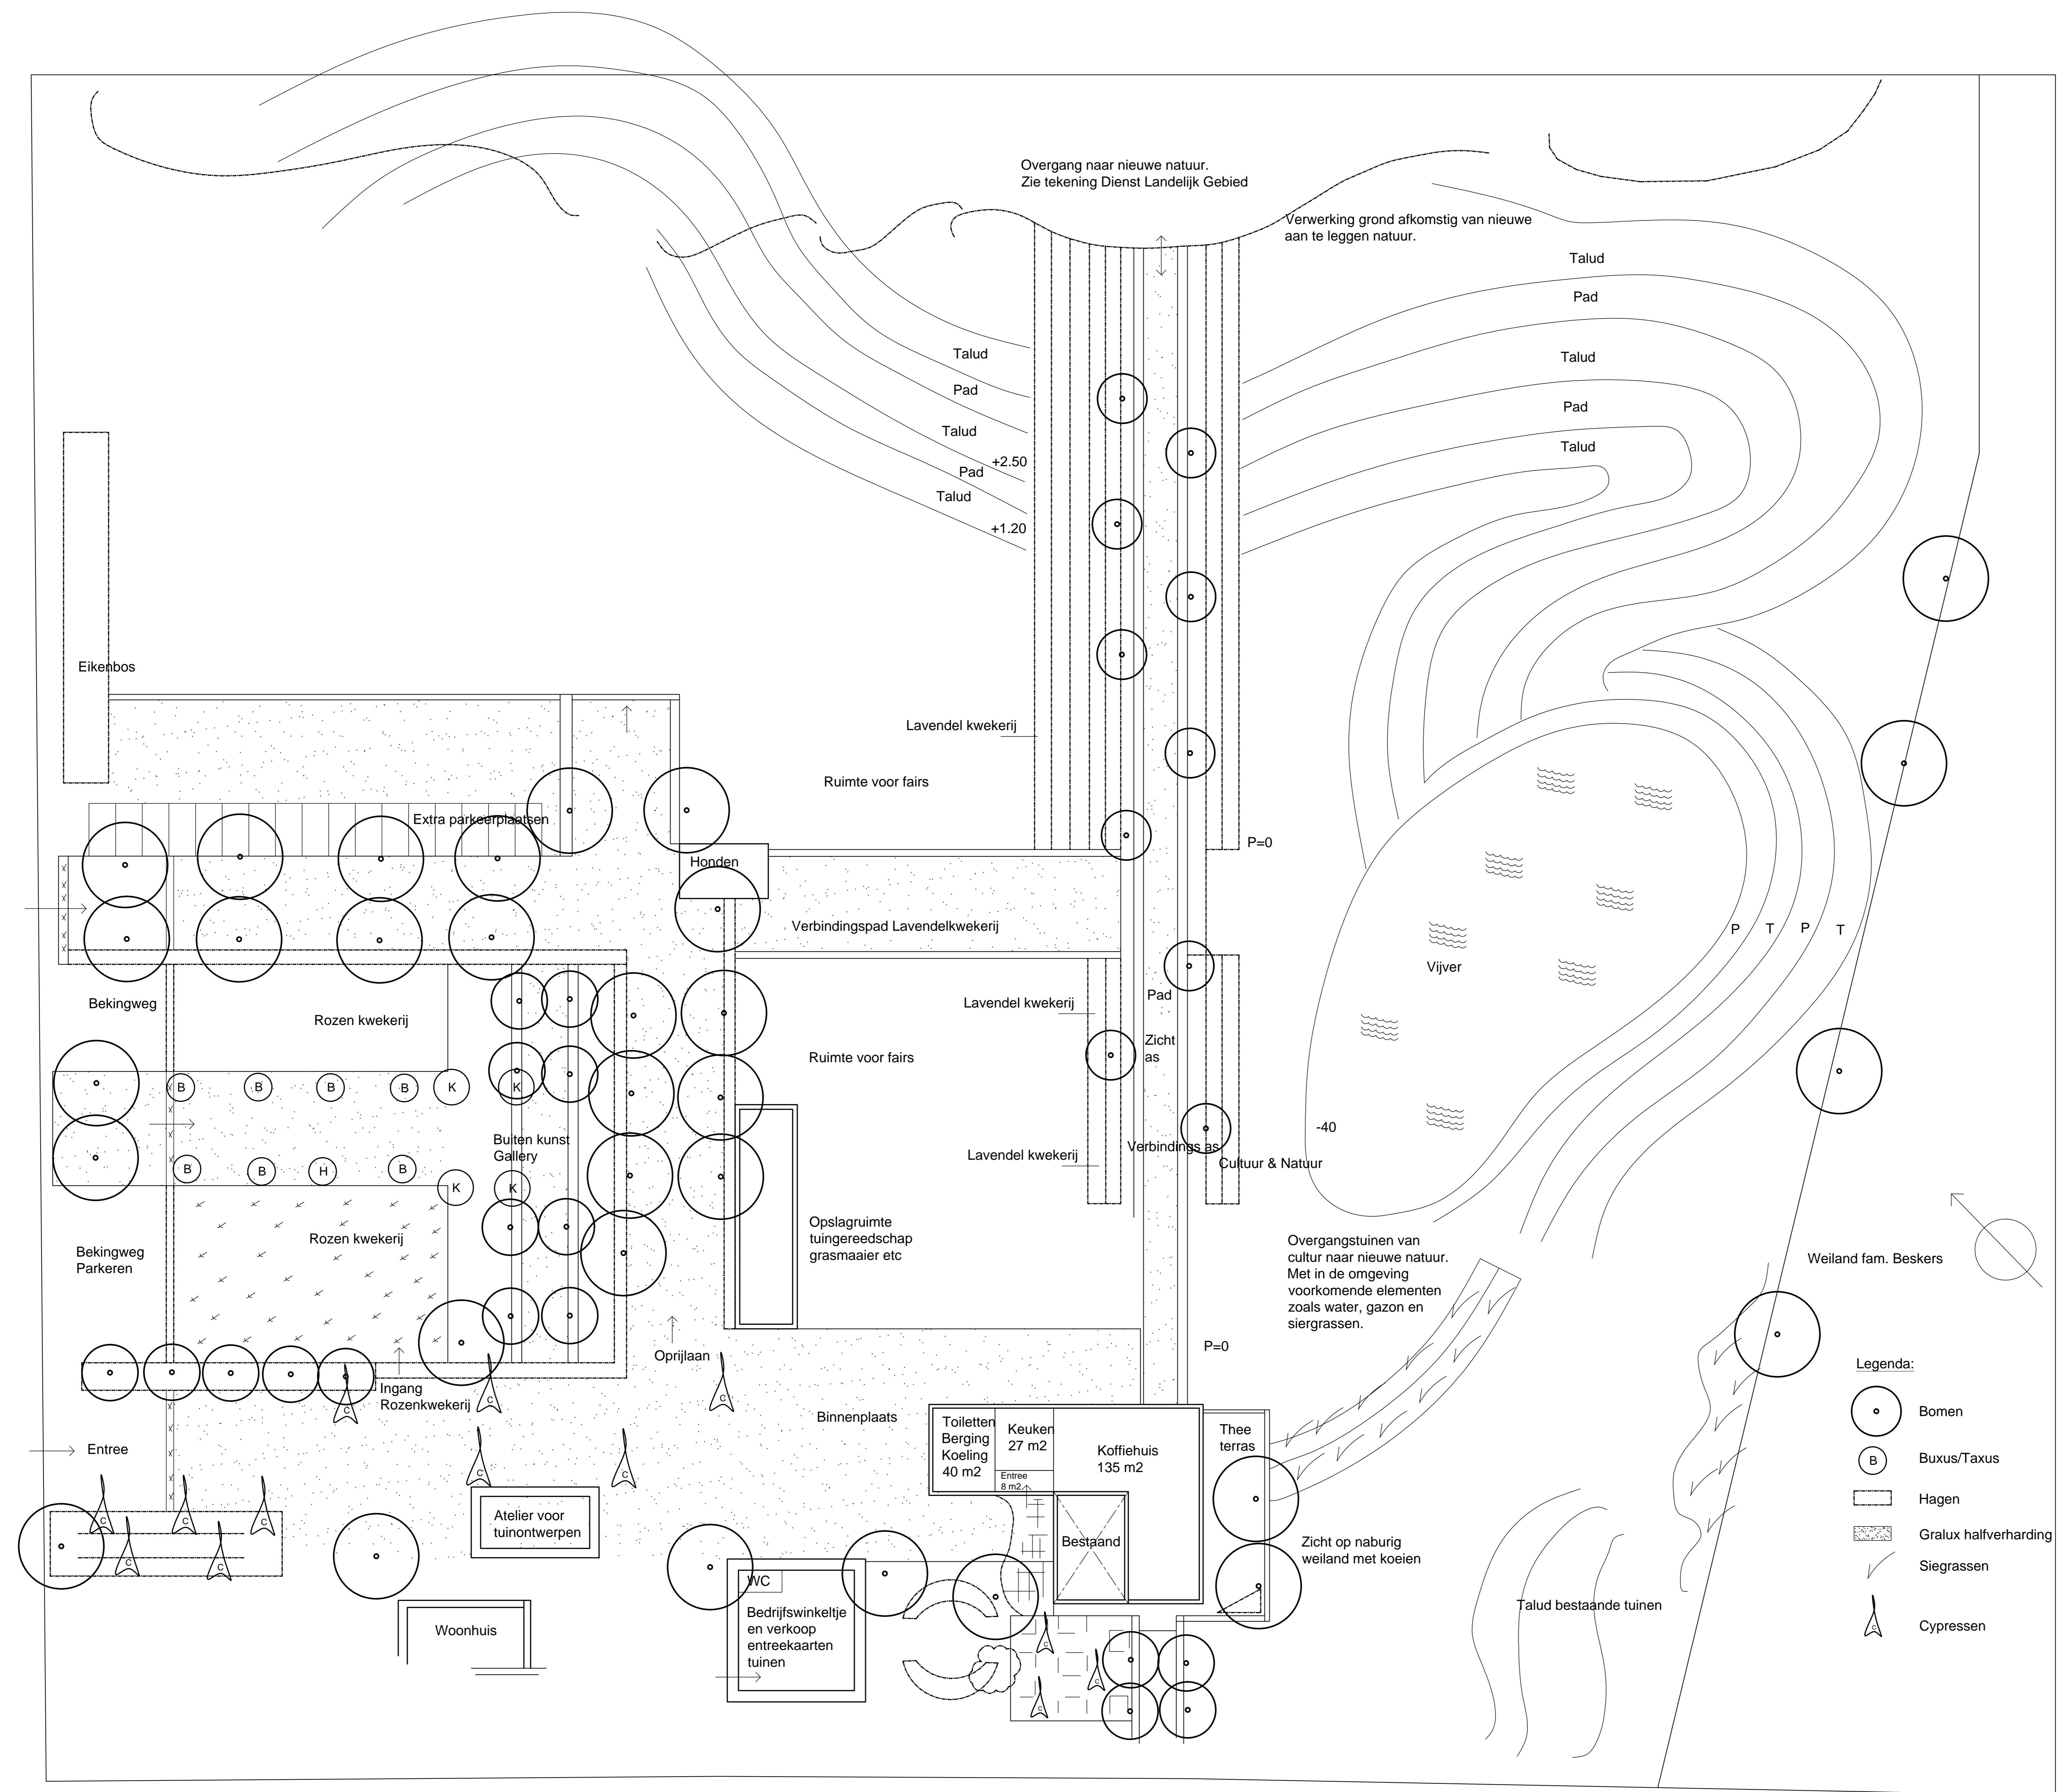 Overgang naar nieuwe natuur.
Zie tekening Dienst Landelijk Gebied
Verwerking grond afkomstig van nieuwe
aan te leggen natuur.
Talud
Pad
Talud
Pad
Talud
Talud
Pad
Talud
+2.50
Pad
Talud
+1.20
Eikenbos
Lavendel kwekerij
Ruimte voor fairs
Extra parkeerplaatsen
Honden
P=0
Verbindingspad Lavendelkwekerij
P
T
P
T
Vijver
Bekingweg
Rozen kwekerij
Lavendel kwekerij
Pad
Zicht
as
Ruimte voor fairs
B
B
B
B
K
K
Buiten kunst
Gallery
B
B
H
B
K
K
Lavendel kwekerij
Verbindings as
Cultuur & Natuur
-40
Rozen kwekerij
Bekingweg
Parkeren
Opslagruimte
tuingereedschap
grasmaaier etc
Overgangstuinen van
cultur naar nieuwe natuur.
Met in de omgeving
voorkomende elementen
zoals water, gazon en
siergrassen.
Weiland fam. Beskers
P=0
Oprijlaan
Ingang
Rozenkwekerij
C
C
C
Binnenplaats
Entree
C
C
Toiletten
Berging
Koeling
40 m2
Keuken
27 m2
Entree
8 m2
Koffiehuis
135 m2
Thee
terras
C
C
C
C
C
Atelier voor
tuinontwerpen
Bestaand
Zicht op naburig
weiland met koeien
WC
Bedrijfswinkeltje
en verkoop
entreekaarten
tuinen
Woonhuis
C
C
C
Talud bestaande tuinen
Legenda:
Bomen
B
Buxus/Taxus
Hagen
Gralux halfverharding
Siegrassen
C
Cypressen